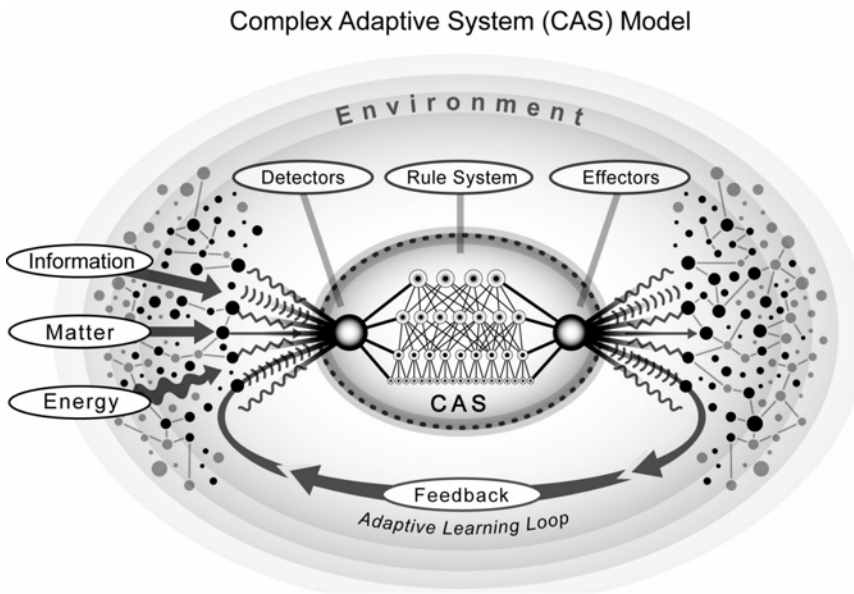 Complex Adaptive System (CAS) Model
Environment
Detectors
Rule System
Effectors
Information
Matter
Energy
CAS
Feedback
Adaptive Learning Loop